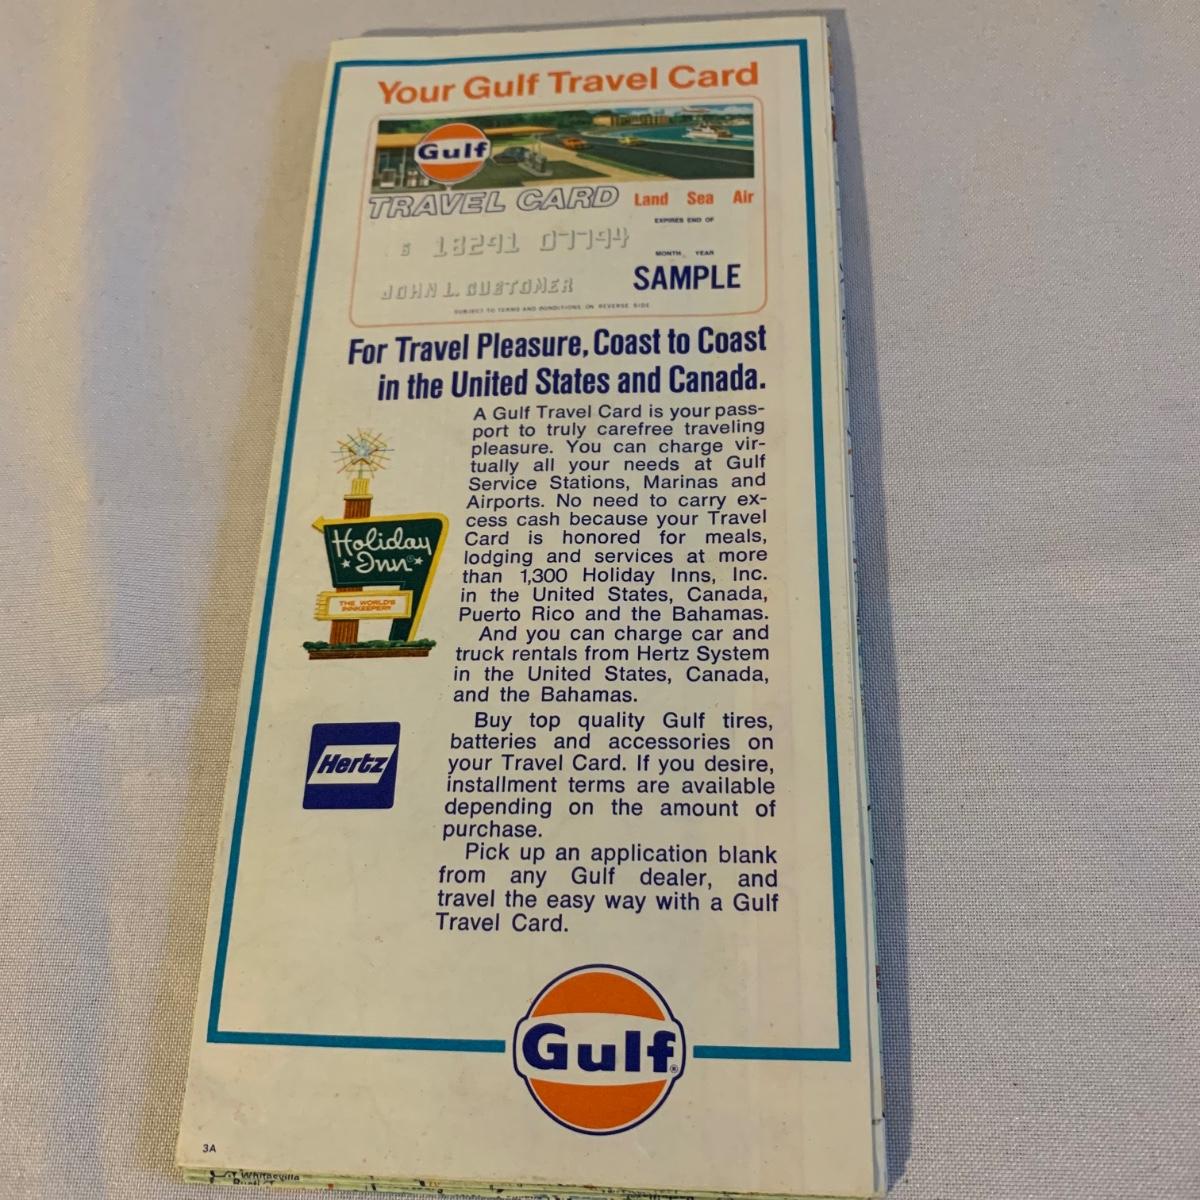 Your Gulf Travel Card
Gulf
TRAVEL CARD Land Sea Air
EXPIRES END OF
6 18291 07794
MONTH YEAR
JOHN L. CUSTOMER SAMPLE
SUBJECT TO TERMS AND CONDITIONS ON REVERSE SIDE
For Travel Pleasure, Coast to Coast
in the United States and Canada.
A Gulf Travel Card is your pass-
port to truly carefree traveling
pleasure. You can charge vir-
tually all your needs at Gulf
Service Stations, Marinas and
Airports. No need to carry ex-
cess cash because your Travel
Card is honored for meals,
lodging and services at more
than 1,300 Holiday Inns, Inc.
in the United States, Canada,
Puerto Rico and the Bahamas.
And you can charge car and
truck rentals from Hertz System
in the United States, Canada,
and the Bahamas.
Holiday
Inn
THE WORLD'S
INNKEEPER
Hertz
Buy top quality Gulf tires,
batteries and accessories on
your Travel Card. If you desire,
installment terms are available
depending on the amount of
purchase.
Pick up an application blank
from any Gulf dealer, and
travel the easy way with a Gulf
Travel Card.
Gulf®
3A
Whitesville